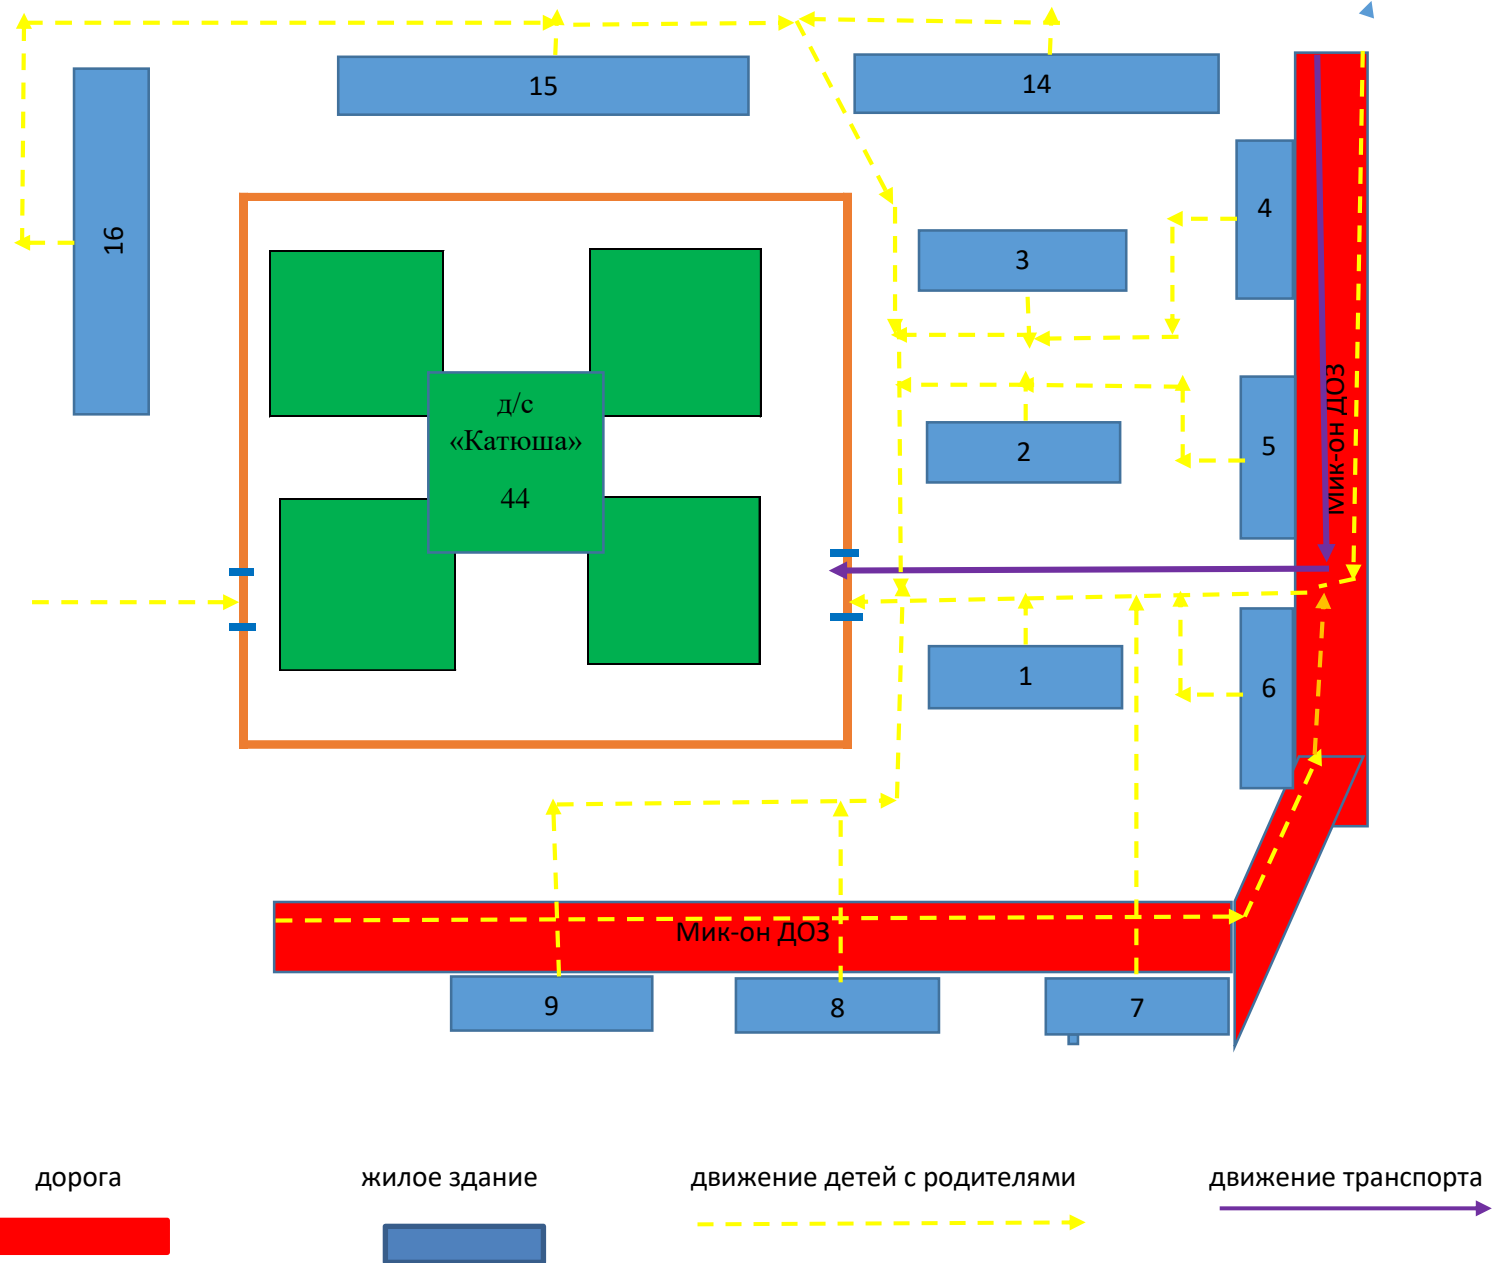 15
14
16
4
3
д/с
«Катюша»
44
2
5
Мик-он ДОЗ
1
6
Мик-он ДОЗ
9
8
7
дорога
жилое здание
движение детей с родителями
движение транспорта